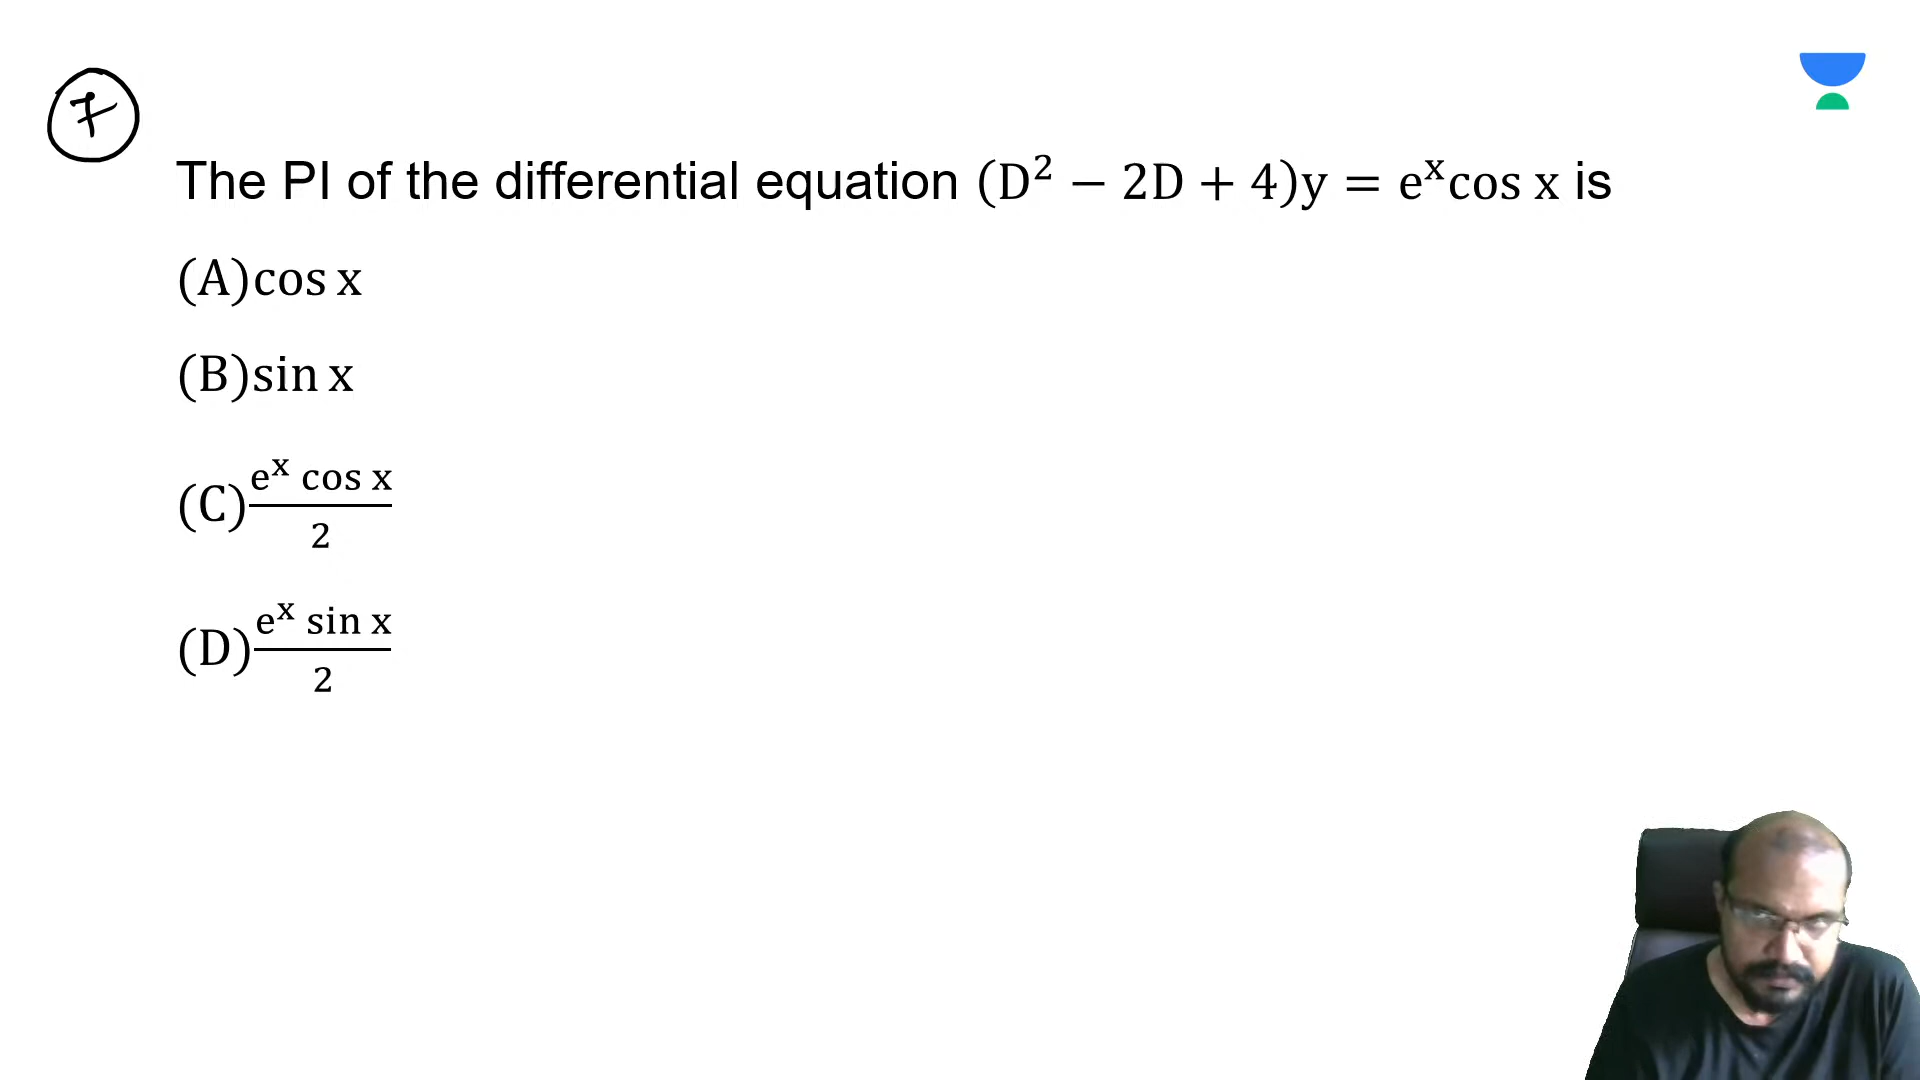 7
The PI of the differential equation (D² − 2D + 4)y = eˣcos x is
(A)cos x
(B)sin x
(C)eˣ cos x/2
(D)eˣ sin x/2